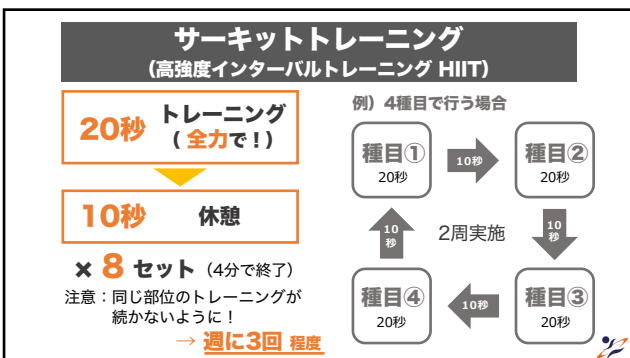 サーキットトレーニング
(高強度インターバルトレーニング HIIT)
20秒 トレーニング
( 全力で！)
10秒 休憩
× 8 セット（4分で終了）
注意：同じ部位のトレーニングが
続かないように！
→ 週に3回 程度
例）4種目で行う場合
種目①
20秒
10秒
種目②
20秒
10
秒
種目③
20秒
10秒
種目④
20秒
10
秒
2周実施